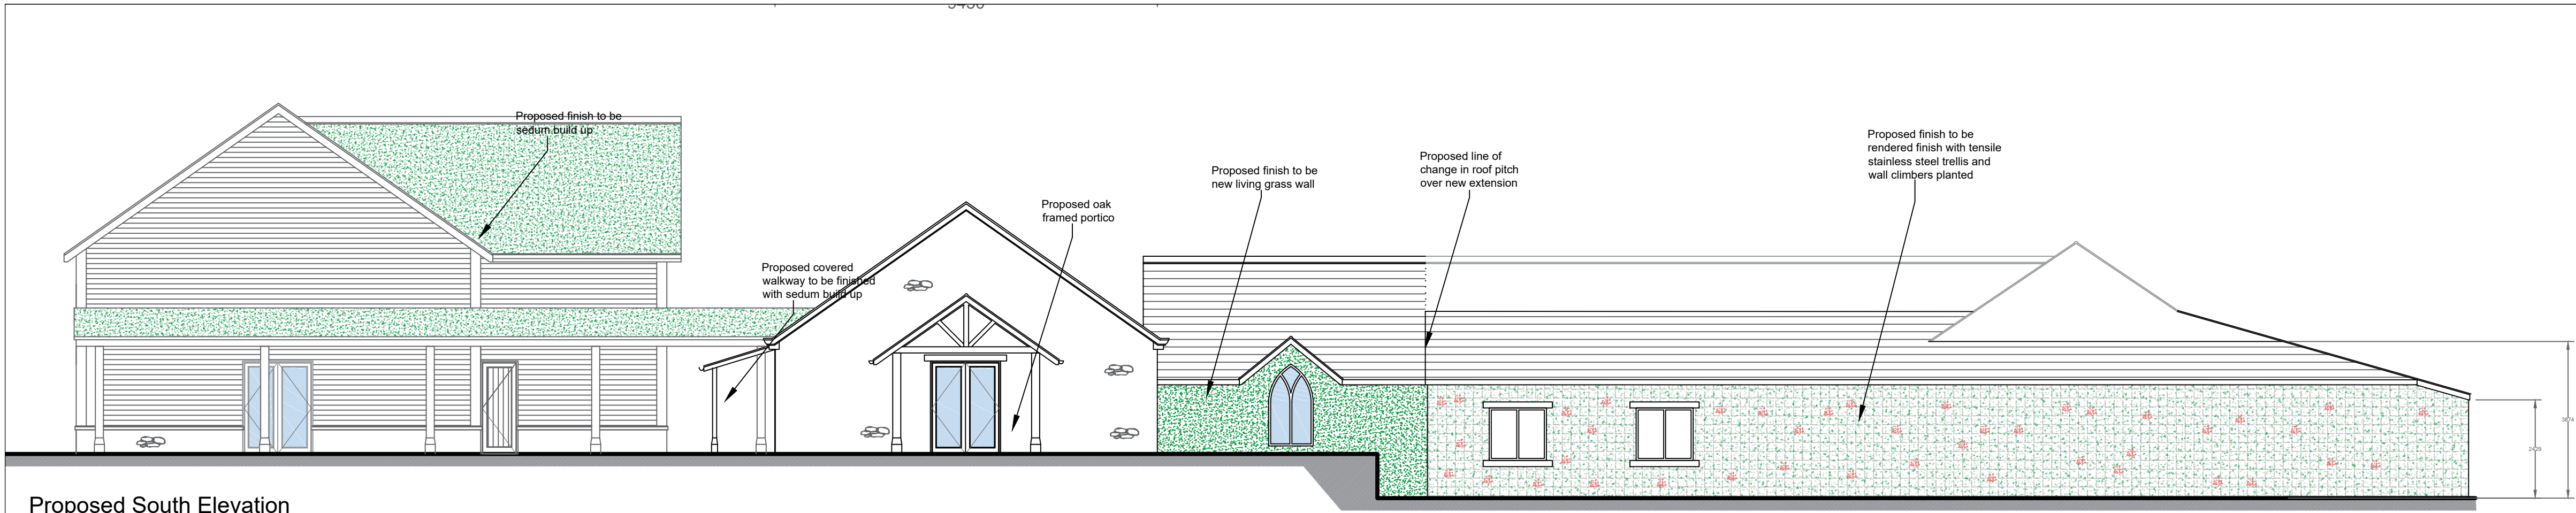 Proposed finish to be
sedum build up
Proposed covered
walkway to be finished
with sedum build up
Proposed oak
framed portico
Proposed finish to be
new living grass wall
Proposed line of
change in roof pitch
over new extension
Proposed finish to be
rendered finish with tensile
stainless steel trellis and
wall climbers planted
2429
Proposed South Elevation